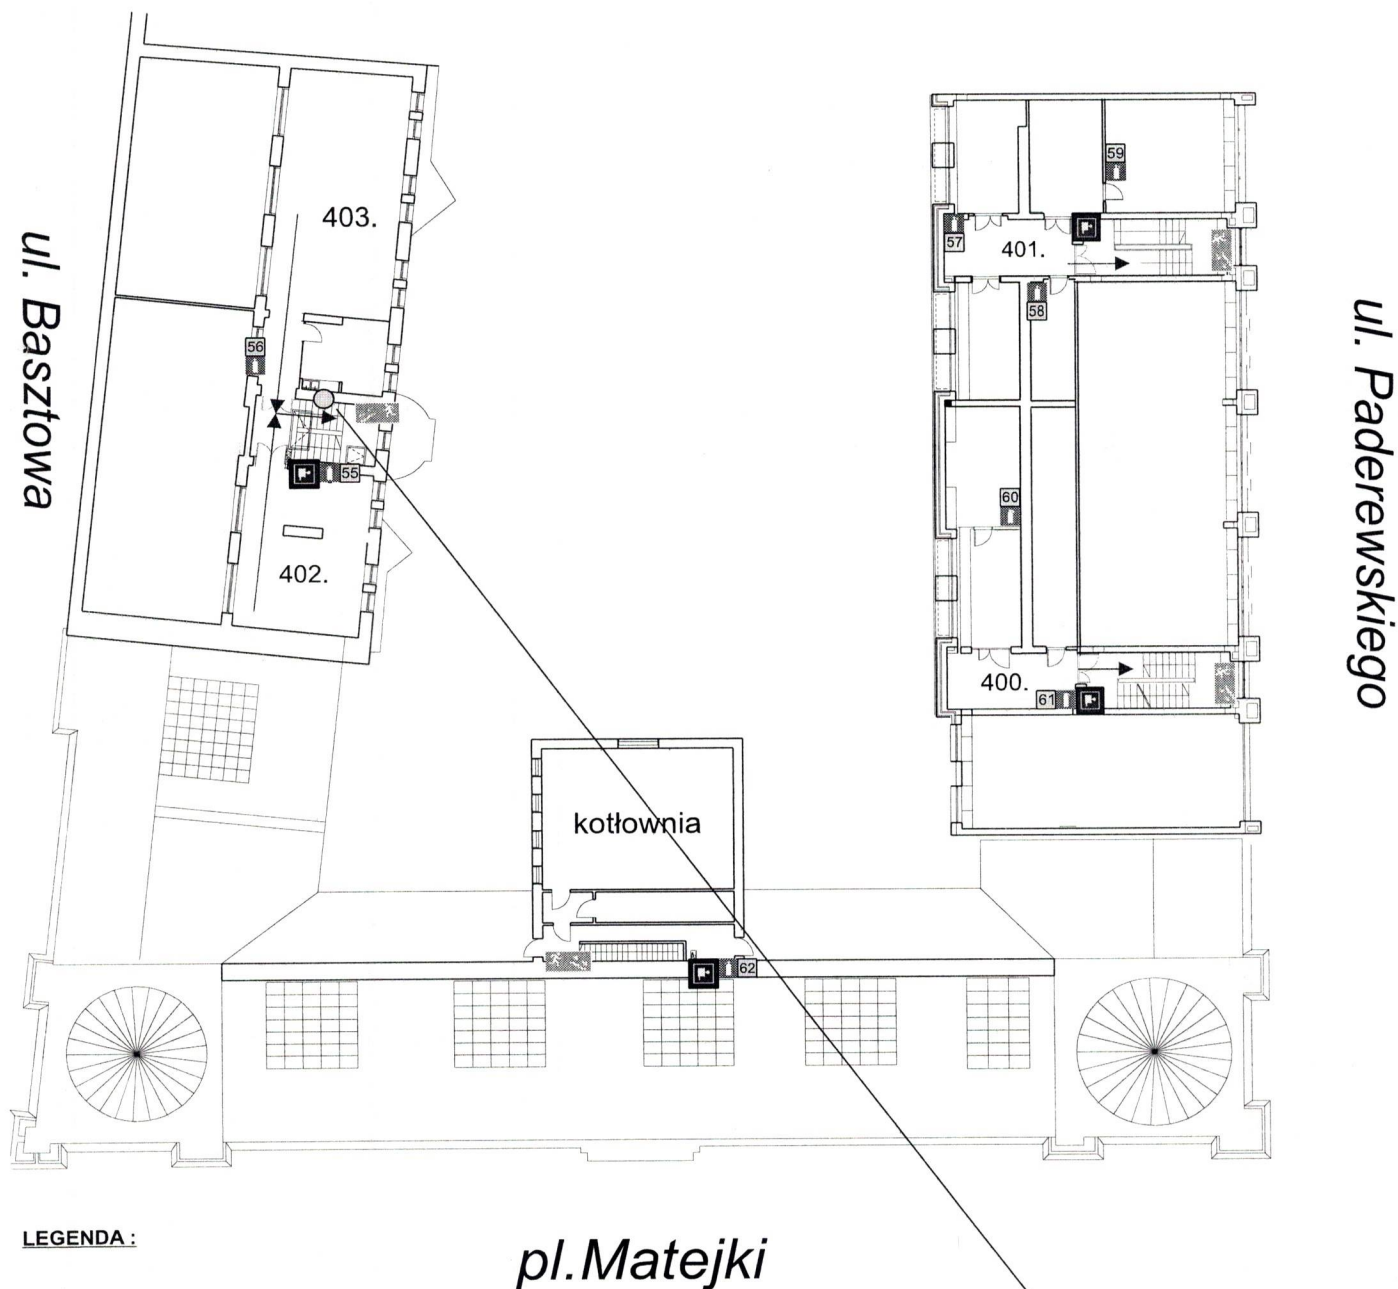 403.
59
57
401.
58
56
ul. Basztowa
ul. Paderewskiego
55
60
402.
400.
61
kotłownia
62
LEGENDA :
pl.Matejki